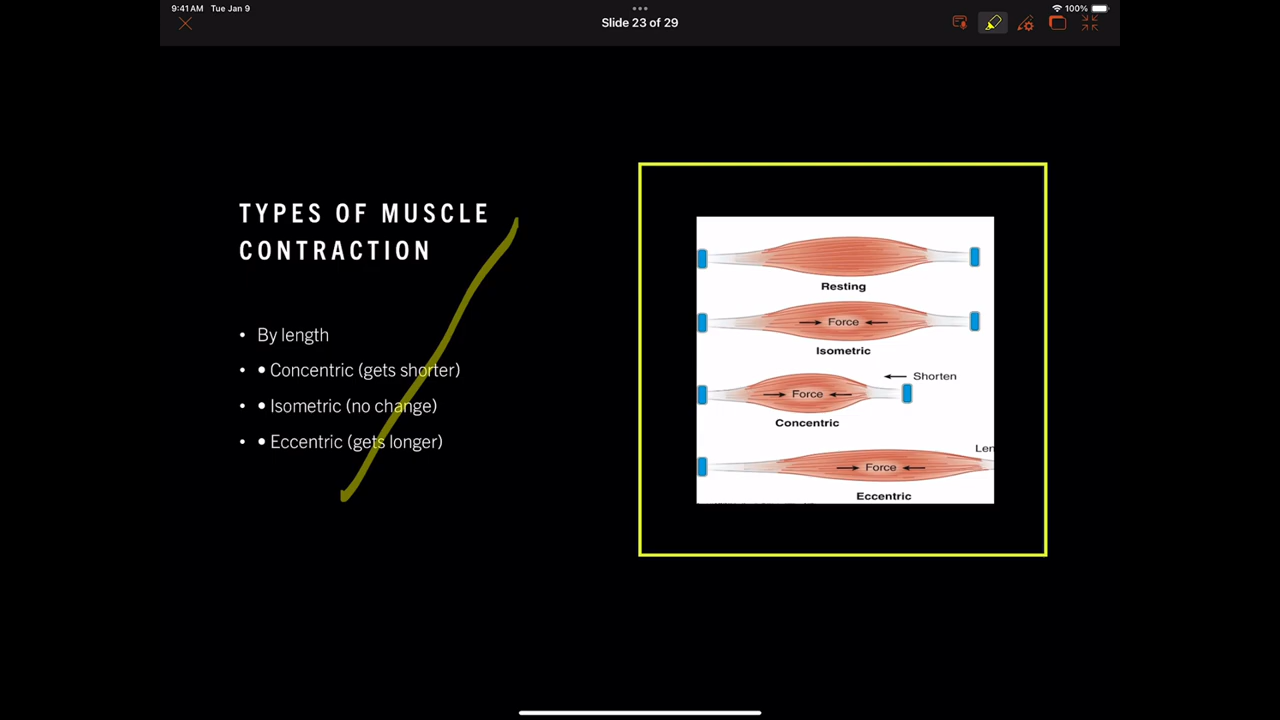 9:41 AM Tue Jan 9
100%
Slide 23 of 29
TYPES OF MUSCLE
CONTRACTION
• By length
• • Concentric (gets shorter)
• • Isometric (no change)
• • Eccentric (gets longer)
Resting
Force
Isometric
Shorten
Force
Concentric
Len
Force
Eccentric